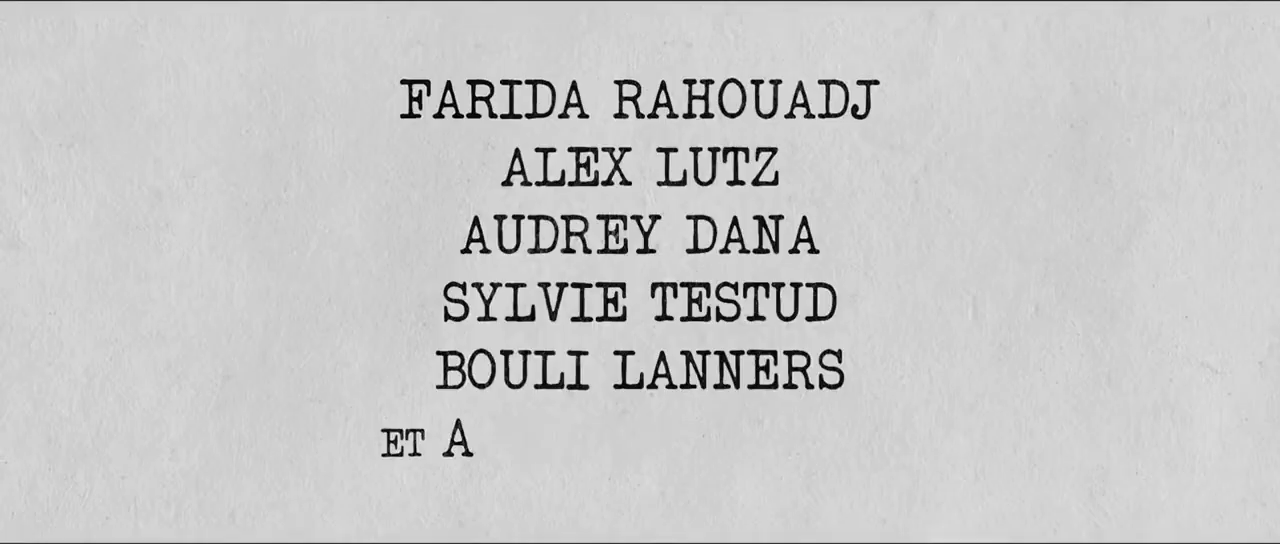 FARIDA RAHOUADJ
ALEX LUTZ
AUDREY DANA
SYLVIE TESTUD
BOULI LANNERS
ET A